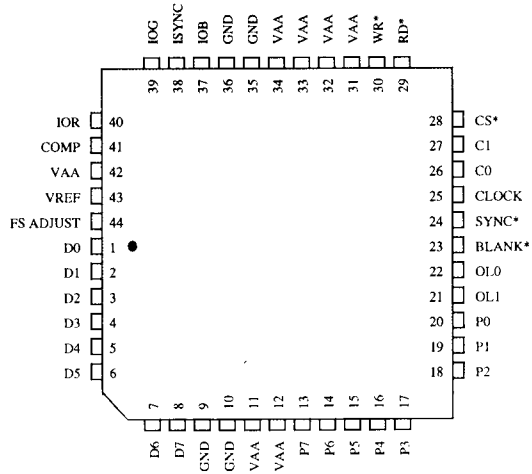 IOG ISYNC IOB GND GND VAA VAA VAA VAA WR* RD*
39 38 37 36 35 34 33 32 31 30 29
IOR 40 28 CS*
COMP 41 27 C1
VAA 42 26 C0
VREF 43 25 CLOCK
FS ADJUST 44 24 SYNC*
D0 1 23 BLANK*
D1 2 22 OL0
D2 3 21 OL1
D3 4 20 P0
D4 5 19 P1
D5 6 18 P2
7 8 9 10 11 12 13 14 15 16 17
D6 D7 GND GND VAA VAA P7 P6 P5 P4 P3